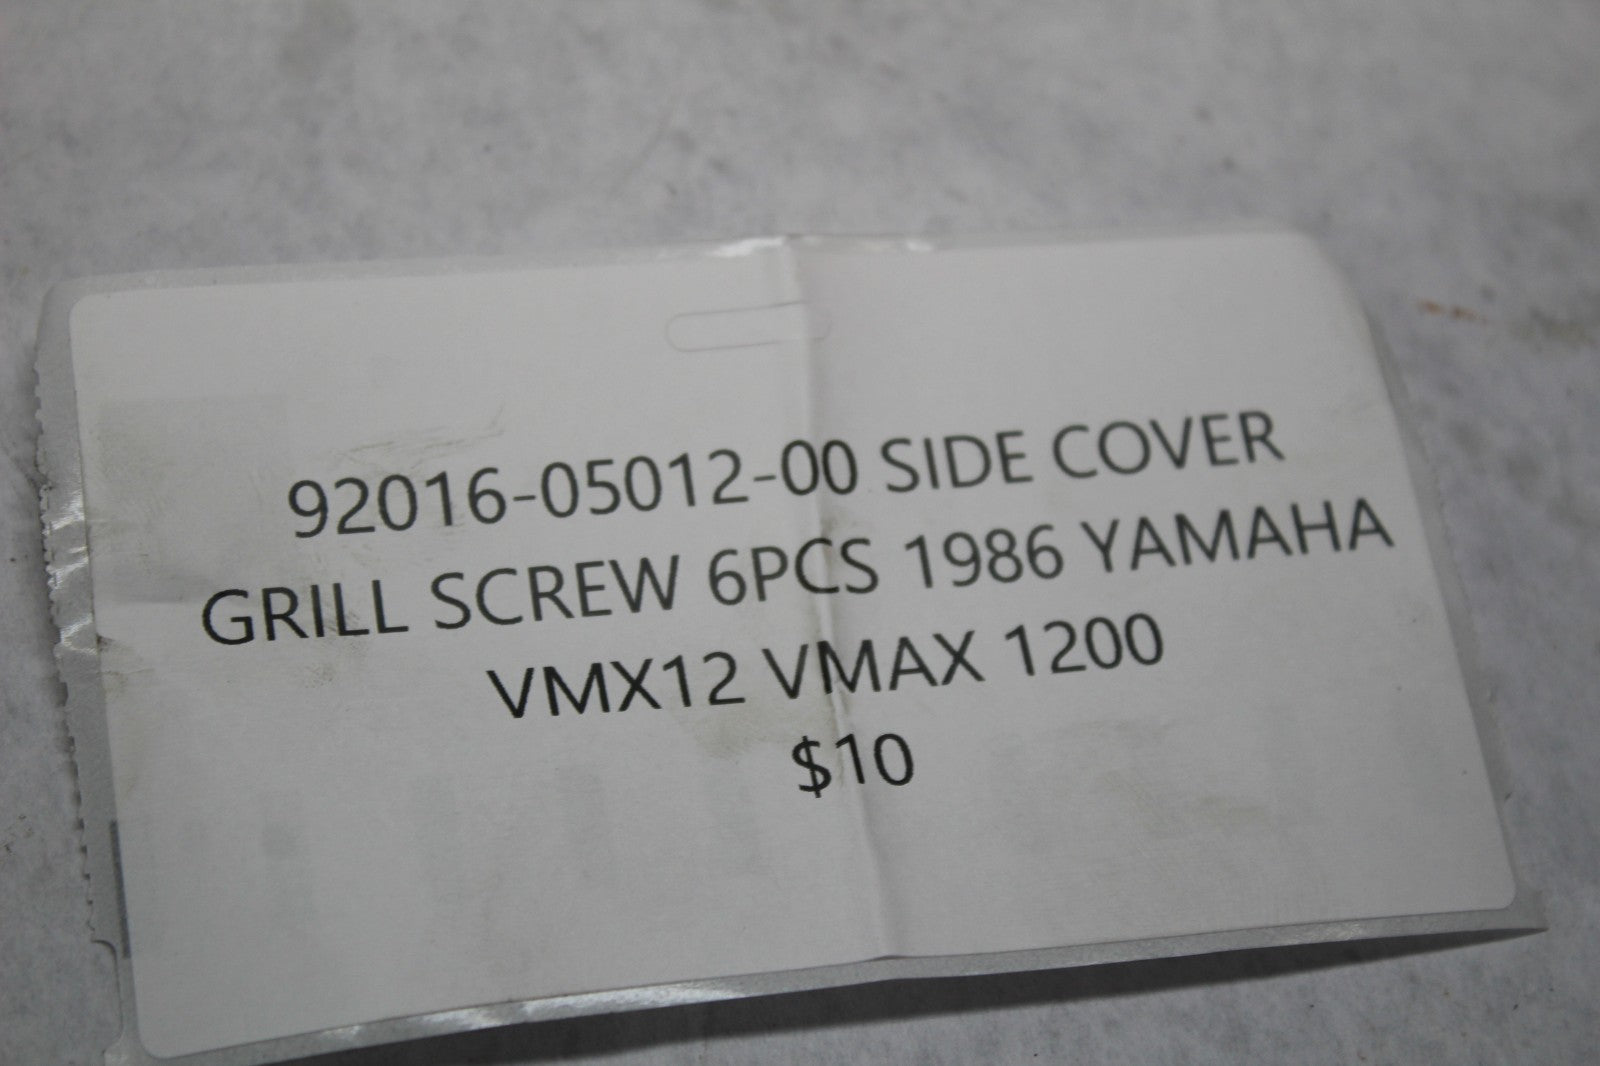 92016-05012-00 SIDE COVER
GRILL SCREW 6PCS 1986 YAMAHA
VMX12 VMAX 1200
$10